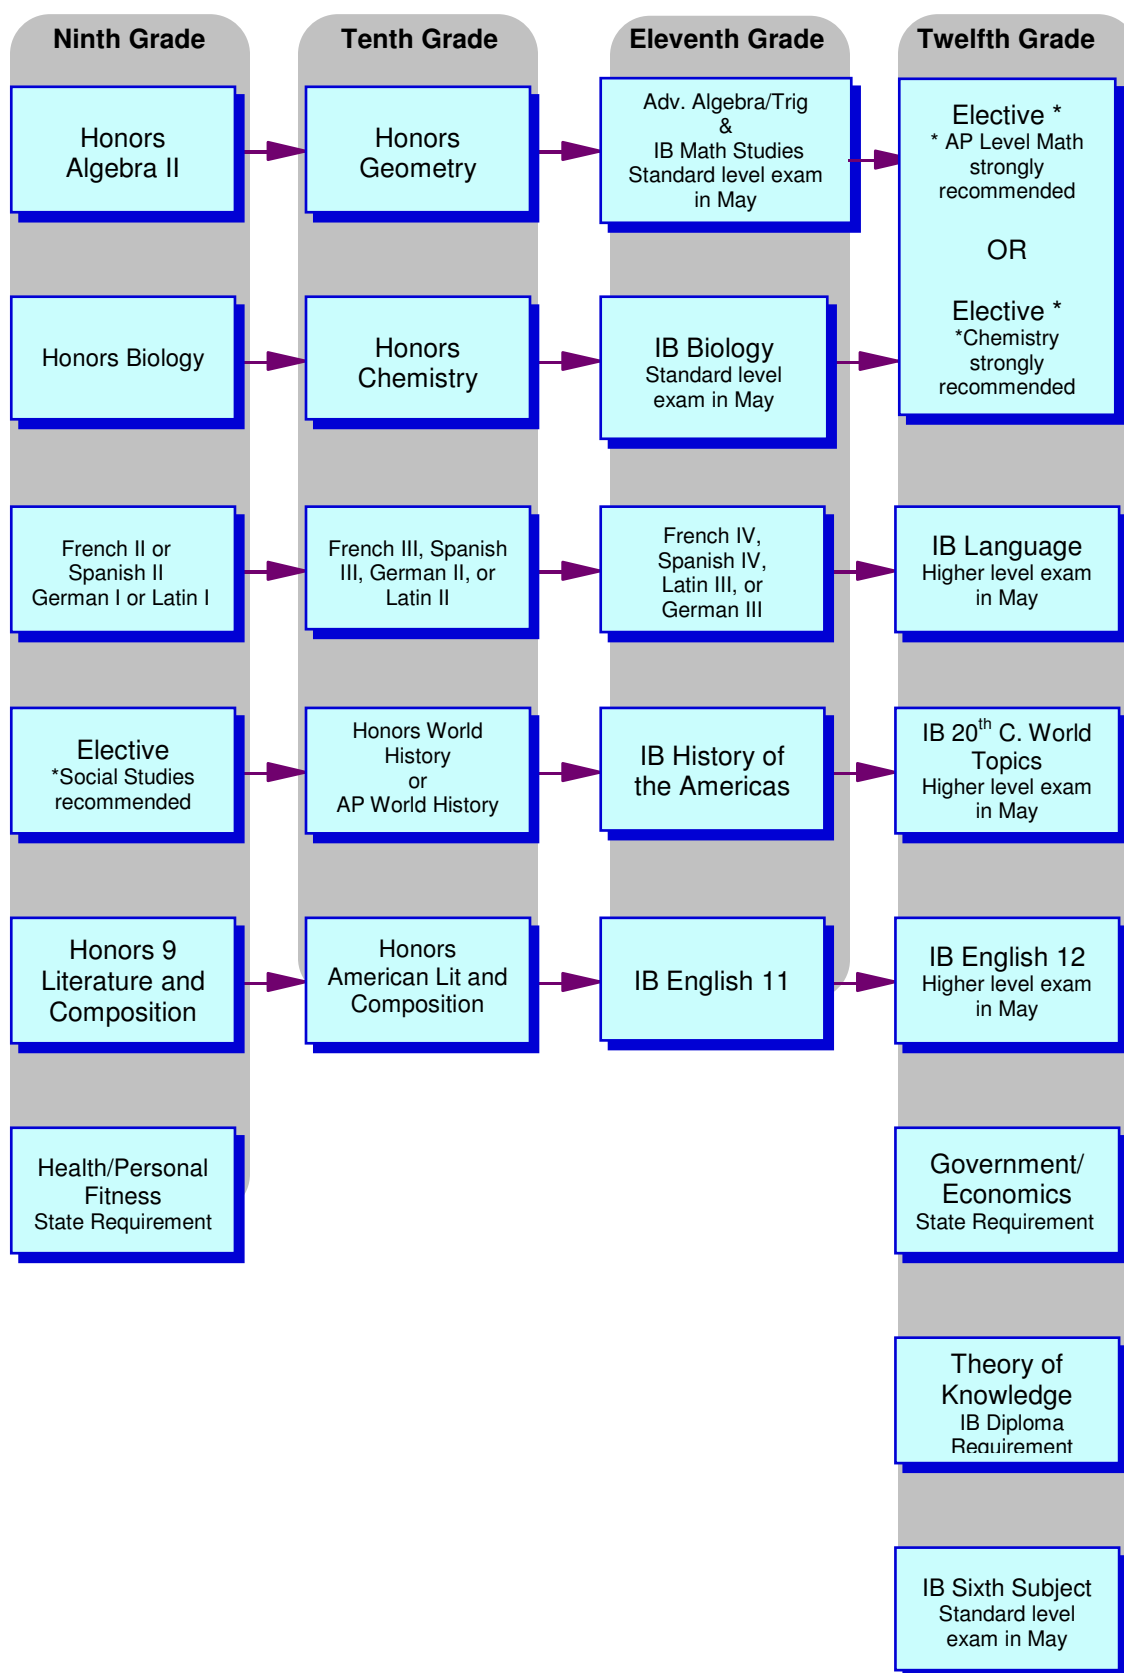 Ninth Grade
Tenth Grade
Eleventh Grade
Twelfth Grade
Honors
Algebra II
Honors
Geometry
Adv. Algebra/Trig
&
IB Math Studies
Standard level exam
in May
Elective *
* AP Level Math
strongly
recommended
OR
Elective *
*Chemistry
strongly
recommended
Honors Biology
Honors
Chemistry
IB Biology
Standard level
exam in May
French II or
Spanish II
German I or Latin I
French III, Spanish
III, German II, or
Latin II
French IV,
Spanish IV,
Latin III, or
German III
IB Language
Higher level exam
in May
Elective
*Social Studies
recommended
Honors World
History
or
AP World History
IB History of
the Americas
IB 20th C. World
Topics
Higher level exam
in May
Honors 9
Literature and
Composition
Honors
American Lit and
Composition
IB English 11
IB English 12
Higher level exam
in May
Health/Personal
Fitness
State Requirement
Government/
Economics
State Requirement
Theory of
Knowledge
IB Diploma
Requirement
IB Sixth Subject
Standard level
exam in May